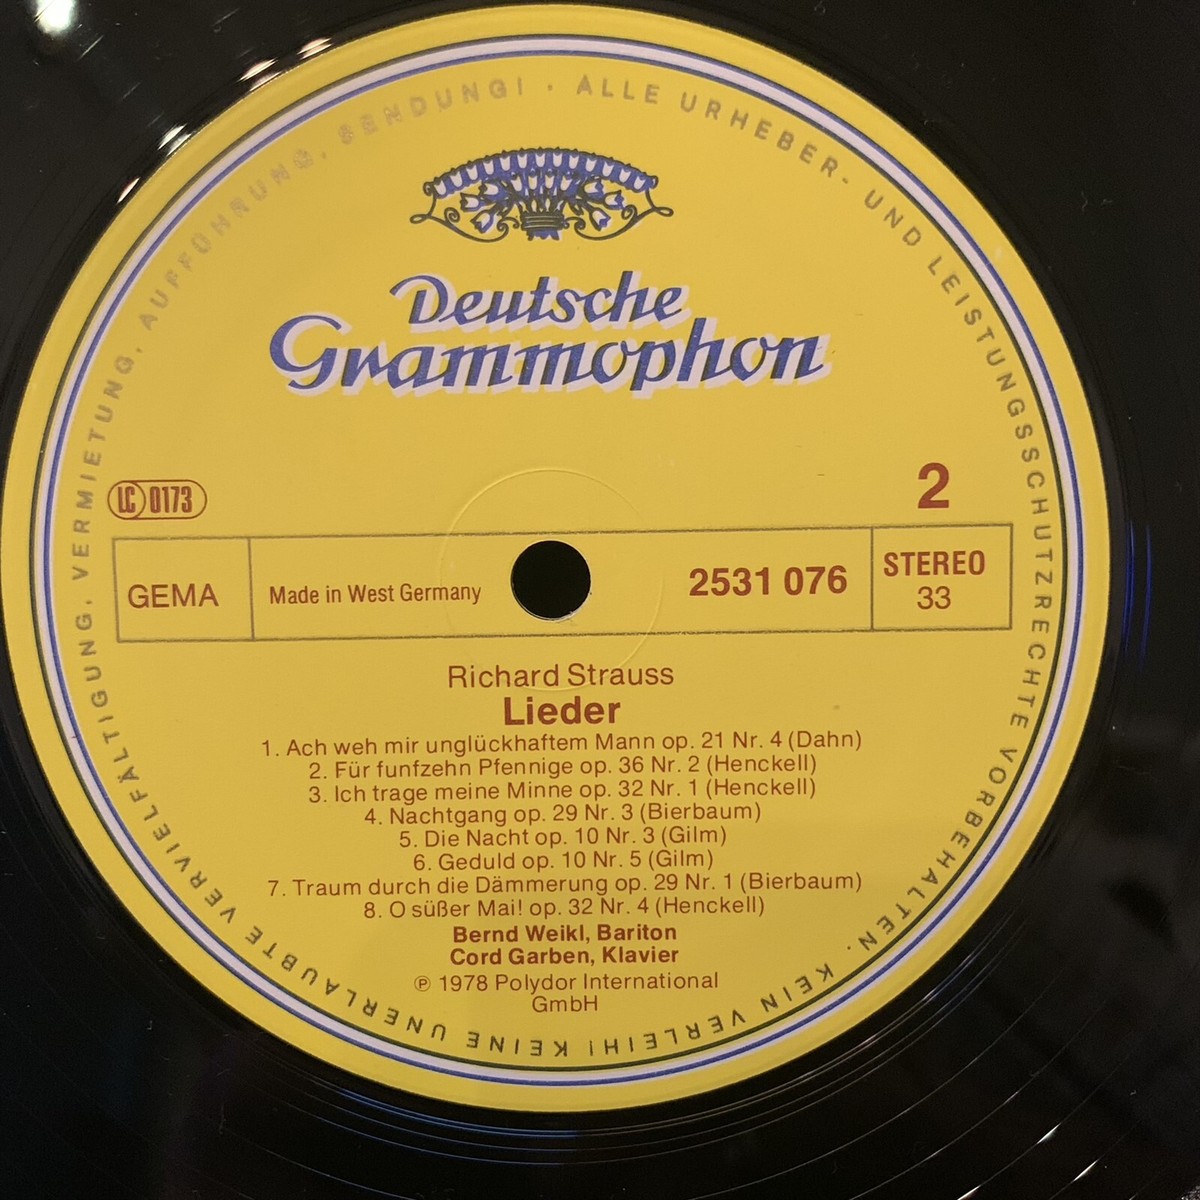 ALLE URHEBER- UND LEISTUNGSSCHUTZRECHTE VORBEHALTEN · KEIN VERLEIH! KEINE UNERLAUBTE VERVIELFÄLTIGUNG, VERMIETUNG, AUFFÜHRUNG, SENDUNG! ·
Deutsche
Grammophon
LC 0173
2
GEMA
Made in West Germany
2531 076
STEREO
33
Richard Strauss
Lieder
1. Ach weh mir unglückhaftem Mann op. 21 Nr. 4 (Dahn)
2. Für funfzehn Pfennige op. 36 Nr. 2 (Henckell)
3. Ich trage meine Minne op. 32 Nr. 1 (Henckell)
4. Nachtgang op. 29 Nr. 3 (Bierbaum)
5. Die Nacht op. 10 Nr. 3 (Gilm)
6. Geduld op. 10 Nr. 5 (Gilm)
7. Traum durch die Dämmerung op. 29 Nr. 1 (Bierbaum)
8. O süßer Mai! op. 32 Nr. 4 (Henckell)
Bernd Weikl, Bariton
Cord Garben, Klavier
℗ 1978 Polydor International
GmbH